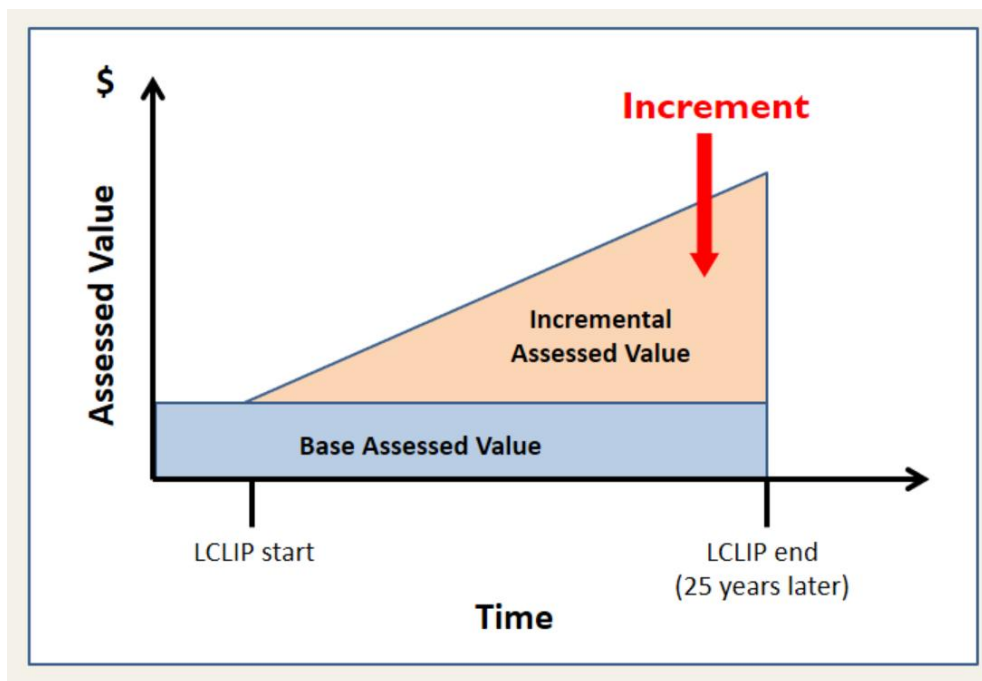 $
Increment
Assessed Value
Incremental
Assessed Value
Base Assessed Value
LCLIP start
LCLIP end
(25 years later)
Time